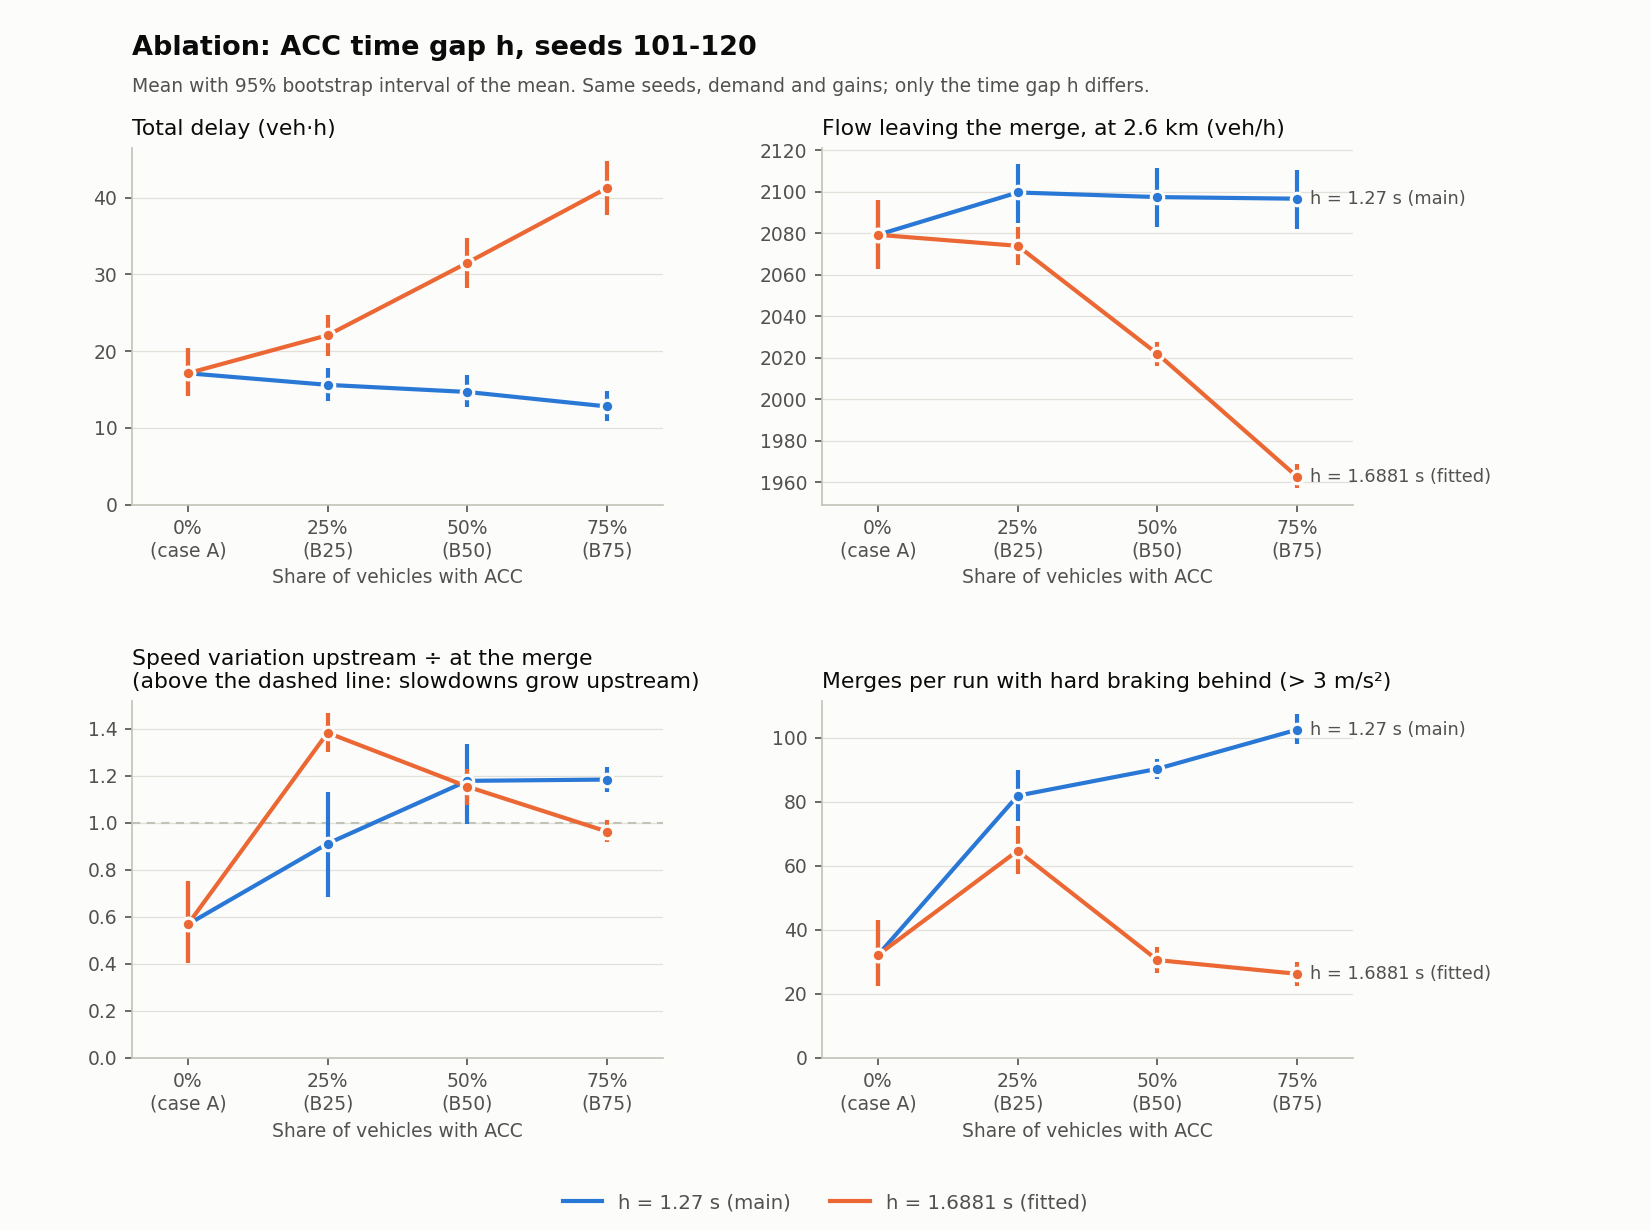 Ablation: ACC time gap h, seeds 101-120
Mean with 95% bootstrap interval of the mean. Same seeds, demand and gains; only the time gap h differs.
Total delay (veh·h)
40
30
20
10
0
0%
(case A)
25%
(B25)
50%
(B50)
75%
(B75)
Share of vehicles with ACC
Flow leaving the merge, at 2.6 km (veh/h)
2120
2100
2080
2060
2040
2020
2000
1980
1960
h = 1.27 s (main)
h = 1.6881 s (fitted)
0%
(case A)
25%
(B25)
50%
(B50)
75%
(B75)
Share of vehicles with ACC
Speed variation upstream ÷ at the merge
(above the dashed line: slowdowns grow upstream)
1.4
1.2
1.0
0.8
0.6
0.4
0.2
0.0
0%
(case A)
25%
(B25)
50%
(B50)
75%
(B75)
Share of vehicles with ACC
Merges per run with hard braking behind (> 3 m/s²)
100
80
60
40
20
0
h = 1.27 s (main)
h = 1.6881 s (fitted)
0%
(case A)
25%
(B25)
50%
(B50)
75%
(B75)
Share of vehicles with ACC
h = 1.27 s (main)
h = 1.6881 s (fitted)